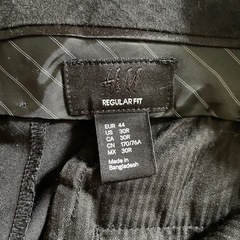 H&M
REGULAR FIT
EUR 44
US 30R
CA 30R
CN 170/76A
MX 30R
Made in
Bangladesh